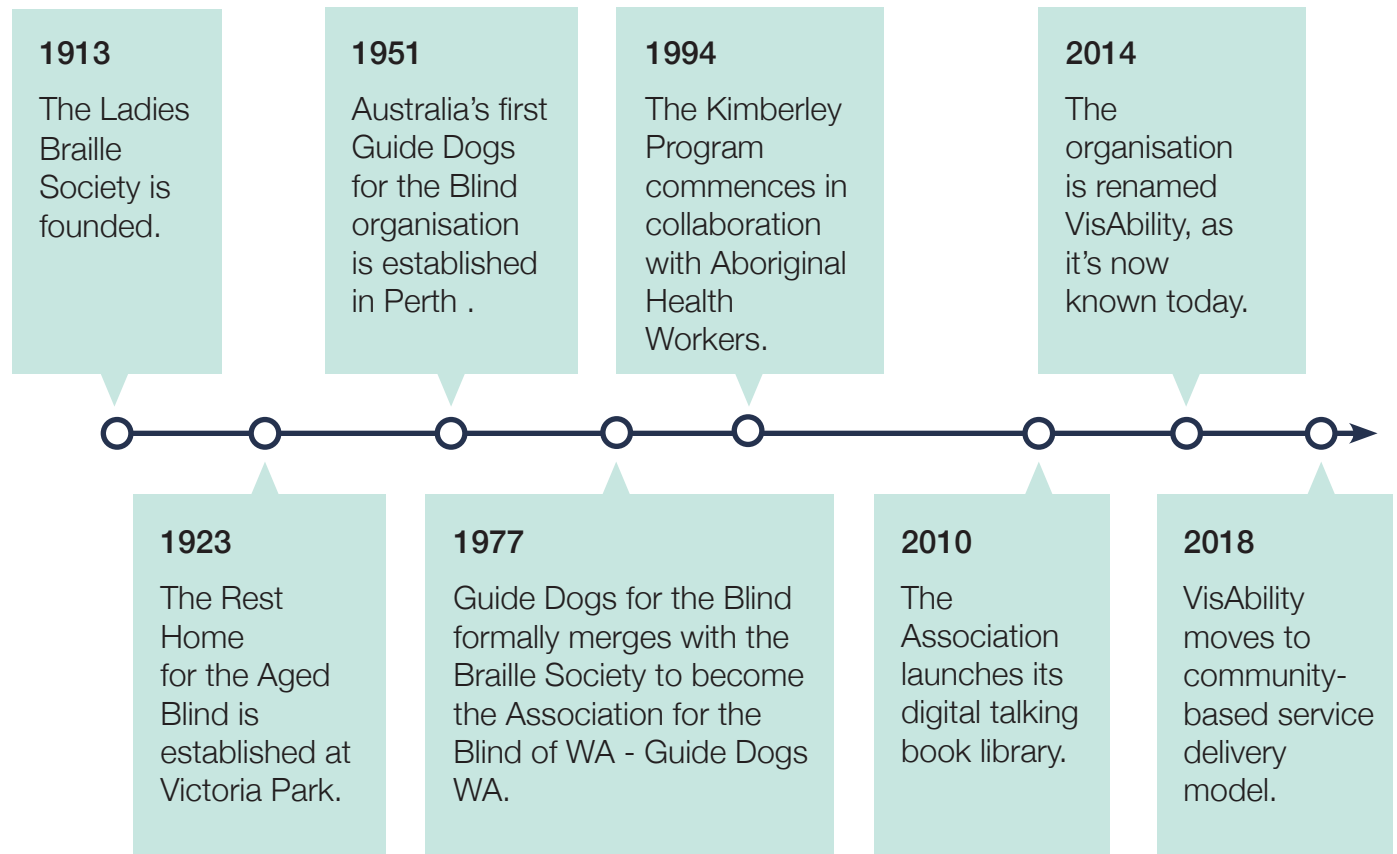 1913
The Ladies
Braille
Society is
founded.
1951
Australia’s first
Guide Dogs
for the Blind
organisation
is established
in Perth .
1994
The Kimberley
Program
commences in
collaboration
with Aboriginal
Health
Workers.
2014
The
organisation
is renamed
VisAbility, as
it’s now
known today.
1923
The Rest
Home
for the Aged
Blind is
established at
Victoria Park.
1977
Guide Dogs for the Blind
formally merges with the
Braille Society to become
the Association for the
Blind of WA - Guide Dogs
WA.
2010
The
Association
launches its
digital talking
book library.
2018
VisAbility
moves to
community-
based service
delivery
model.